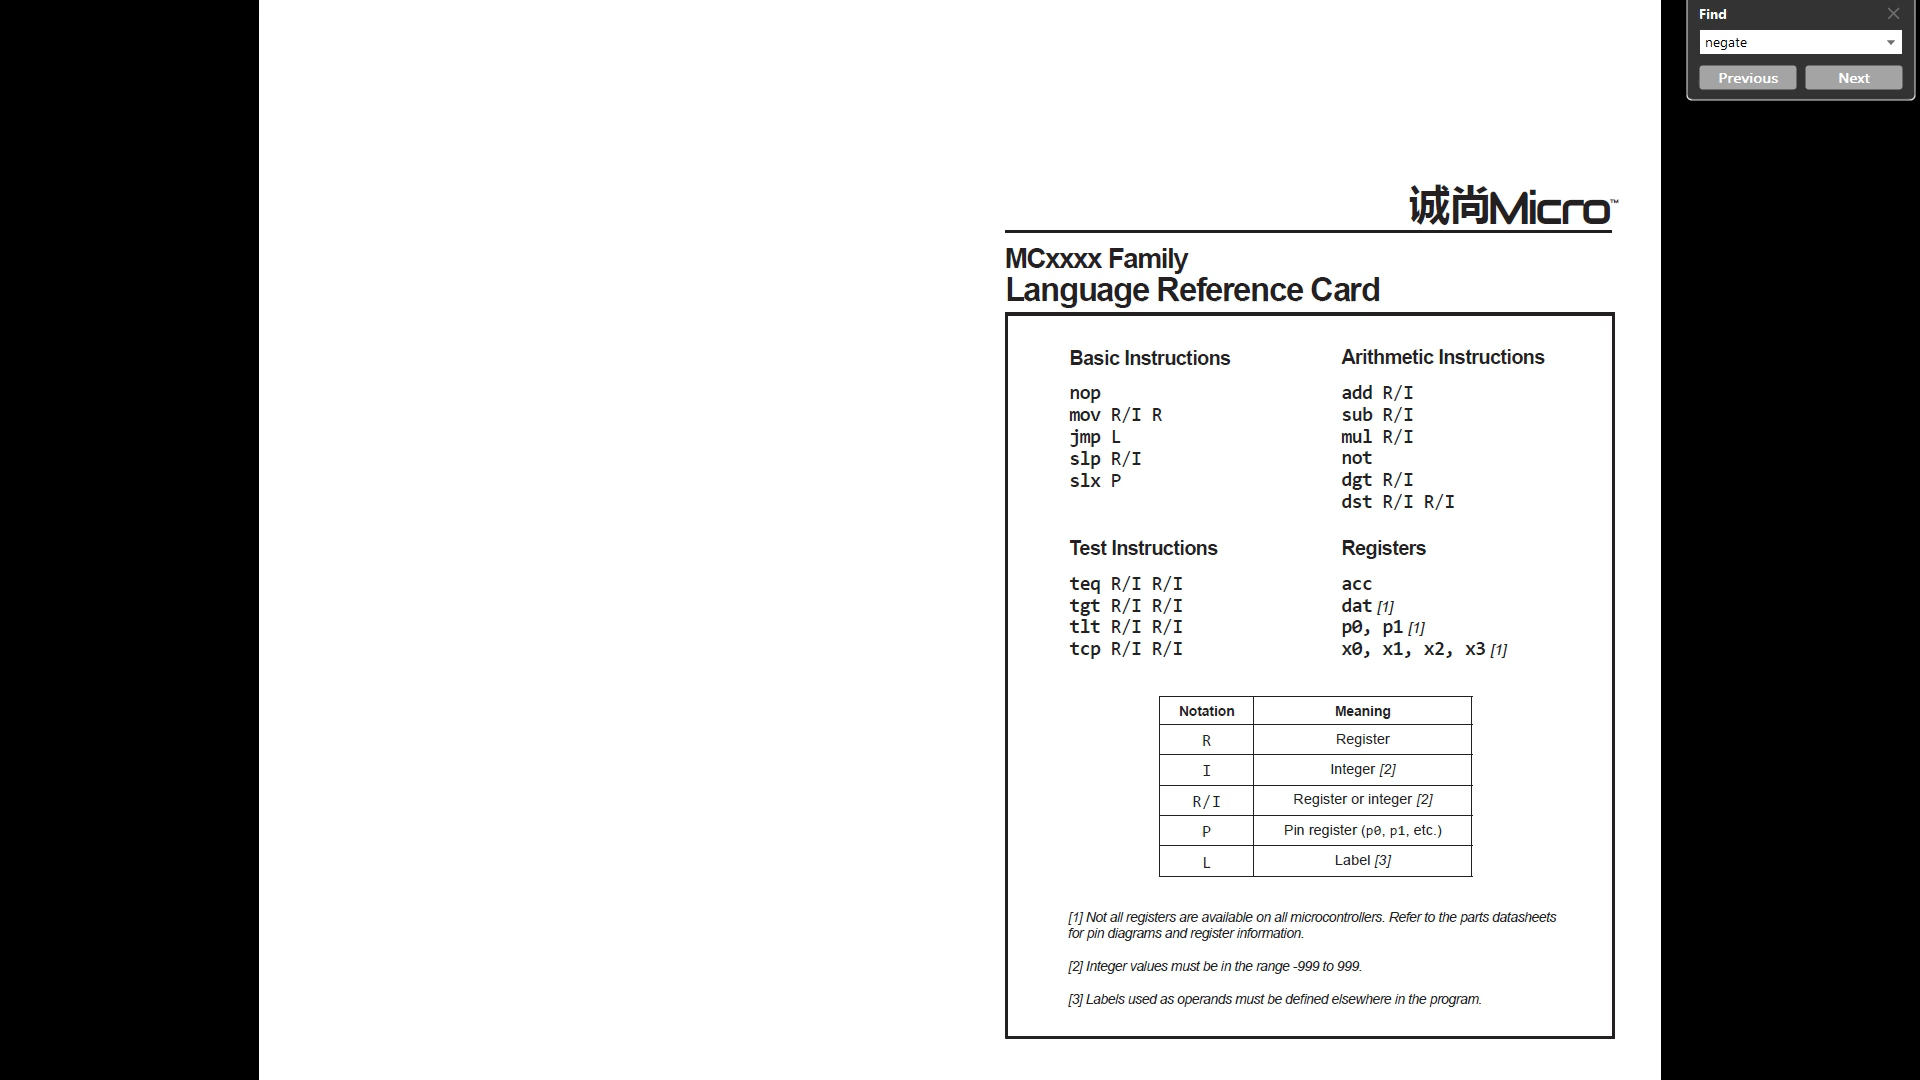 Find
negate
Previous Next
诚尚Micro™
MCxxxx Family
Language Reference Card
Basic Instructions
nop
mov R/I R
jmp L
slp R/I
slx P
Arithmetic Instructions
add R/I
sub R/I
mul R/I
not
dgt R/I
dst R/I R/I
Test Instructions
teq R/I R/I
tgt R/I R/I
tlt R/I R/I
tcp R/I R/I
Registers
acc
dat [1]
p0, p1 [1]
x0, x1, x2, x3 [1]
Notation Meaning
R Register
I Integer [2]
R/I Register or integer [2]
P Pin register (p0, p1, etc.)
L Label [3]
[1] Not all registers are available on all microcontrollers. Refer to the parts datasheets
for pin diagrams and register information.
[2] Integer values must be in the range -999 to 999.
[3] Labels used as operands must be defined elsewhere in the program.